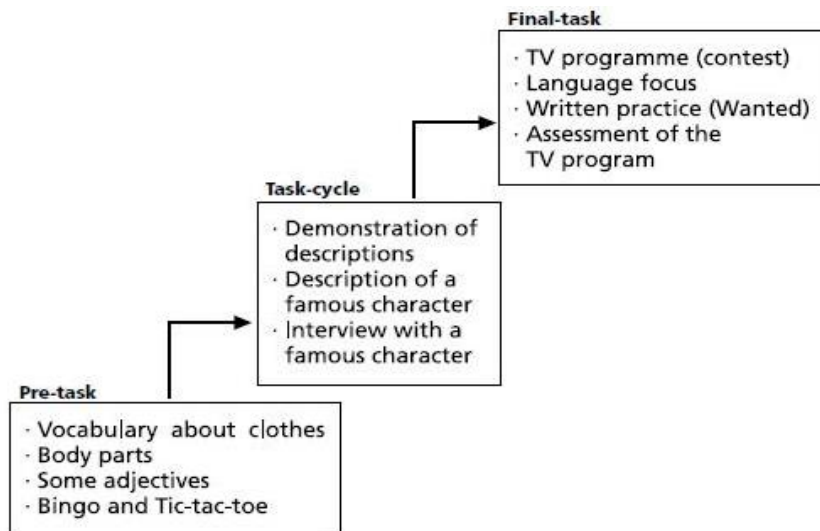 Final-task
· TV programme (contest)
· Language focus
· Written practice (Wanted)
· Assessment of the
TV program
Task-cycle
· Demonstration of
descriptions
· Description of a
famous character
· Interview with a
famous character
Pre-task
· Vocabulary about clothes
· Body parts
· Some adjectives
· Bingo and Tic-tac-toe